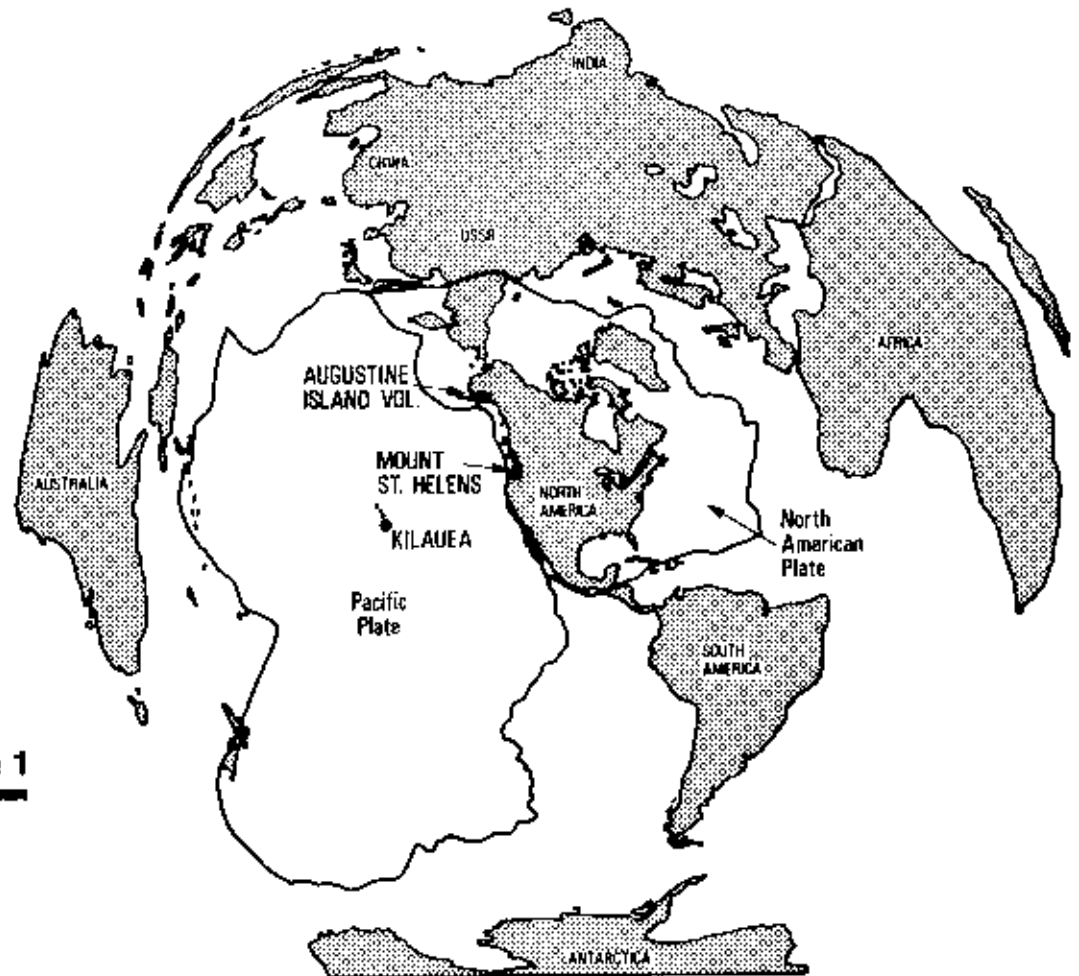 INDIA
CHINA
USSR
AFRICA
AUGUSTINE
ISLAND VOL.
MOUNT
ST. HELENS
AUSTRALIA
NORTH
AMERICA
KILAUEA
North
American
Plate
Pacific
Plate
SOUTH
AMERICA
1
ANTARCTICA